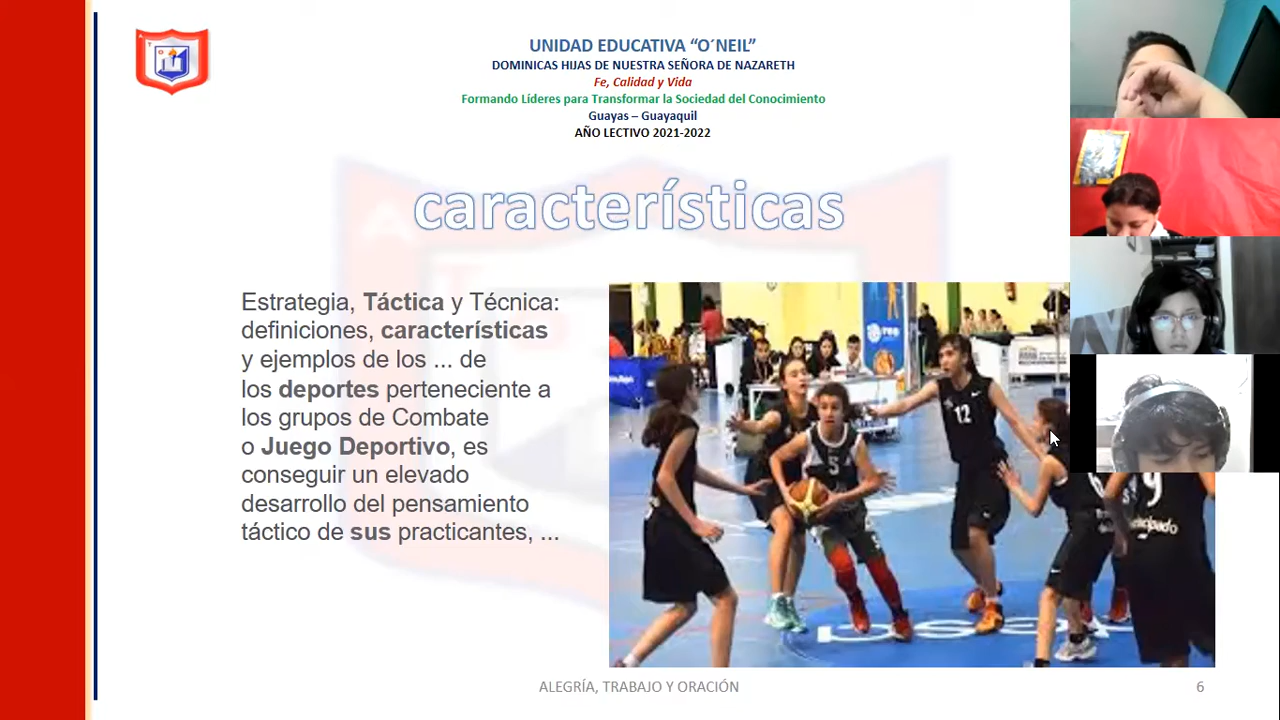 UNIDAD EDUCATIVA “O´NEIL”
DOMINICAS HIJAS DE NUESTRA SEÑORA DE NAZARETH
Fe, Calidad y Vida
Formando Líderes para Transformar la Sociedad del Conocimiento
Guayas – Guayaquil
AÑO LECTIVO 2021-2022
características
Estrategia, Táctica y Técnica:
definiciones, características
y ejemplos de los ... de
los deportes perteneciente a
los grupos de Combate
o Juego Deportivo, es
conseguir un elevado
desarrollo del pensamiento
táctico de sus practicantes, ...
5
12
9
ALEGRÍA, TRABAJO Y ORACIÓN
6